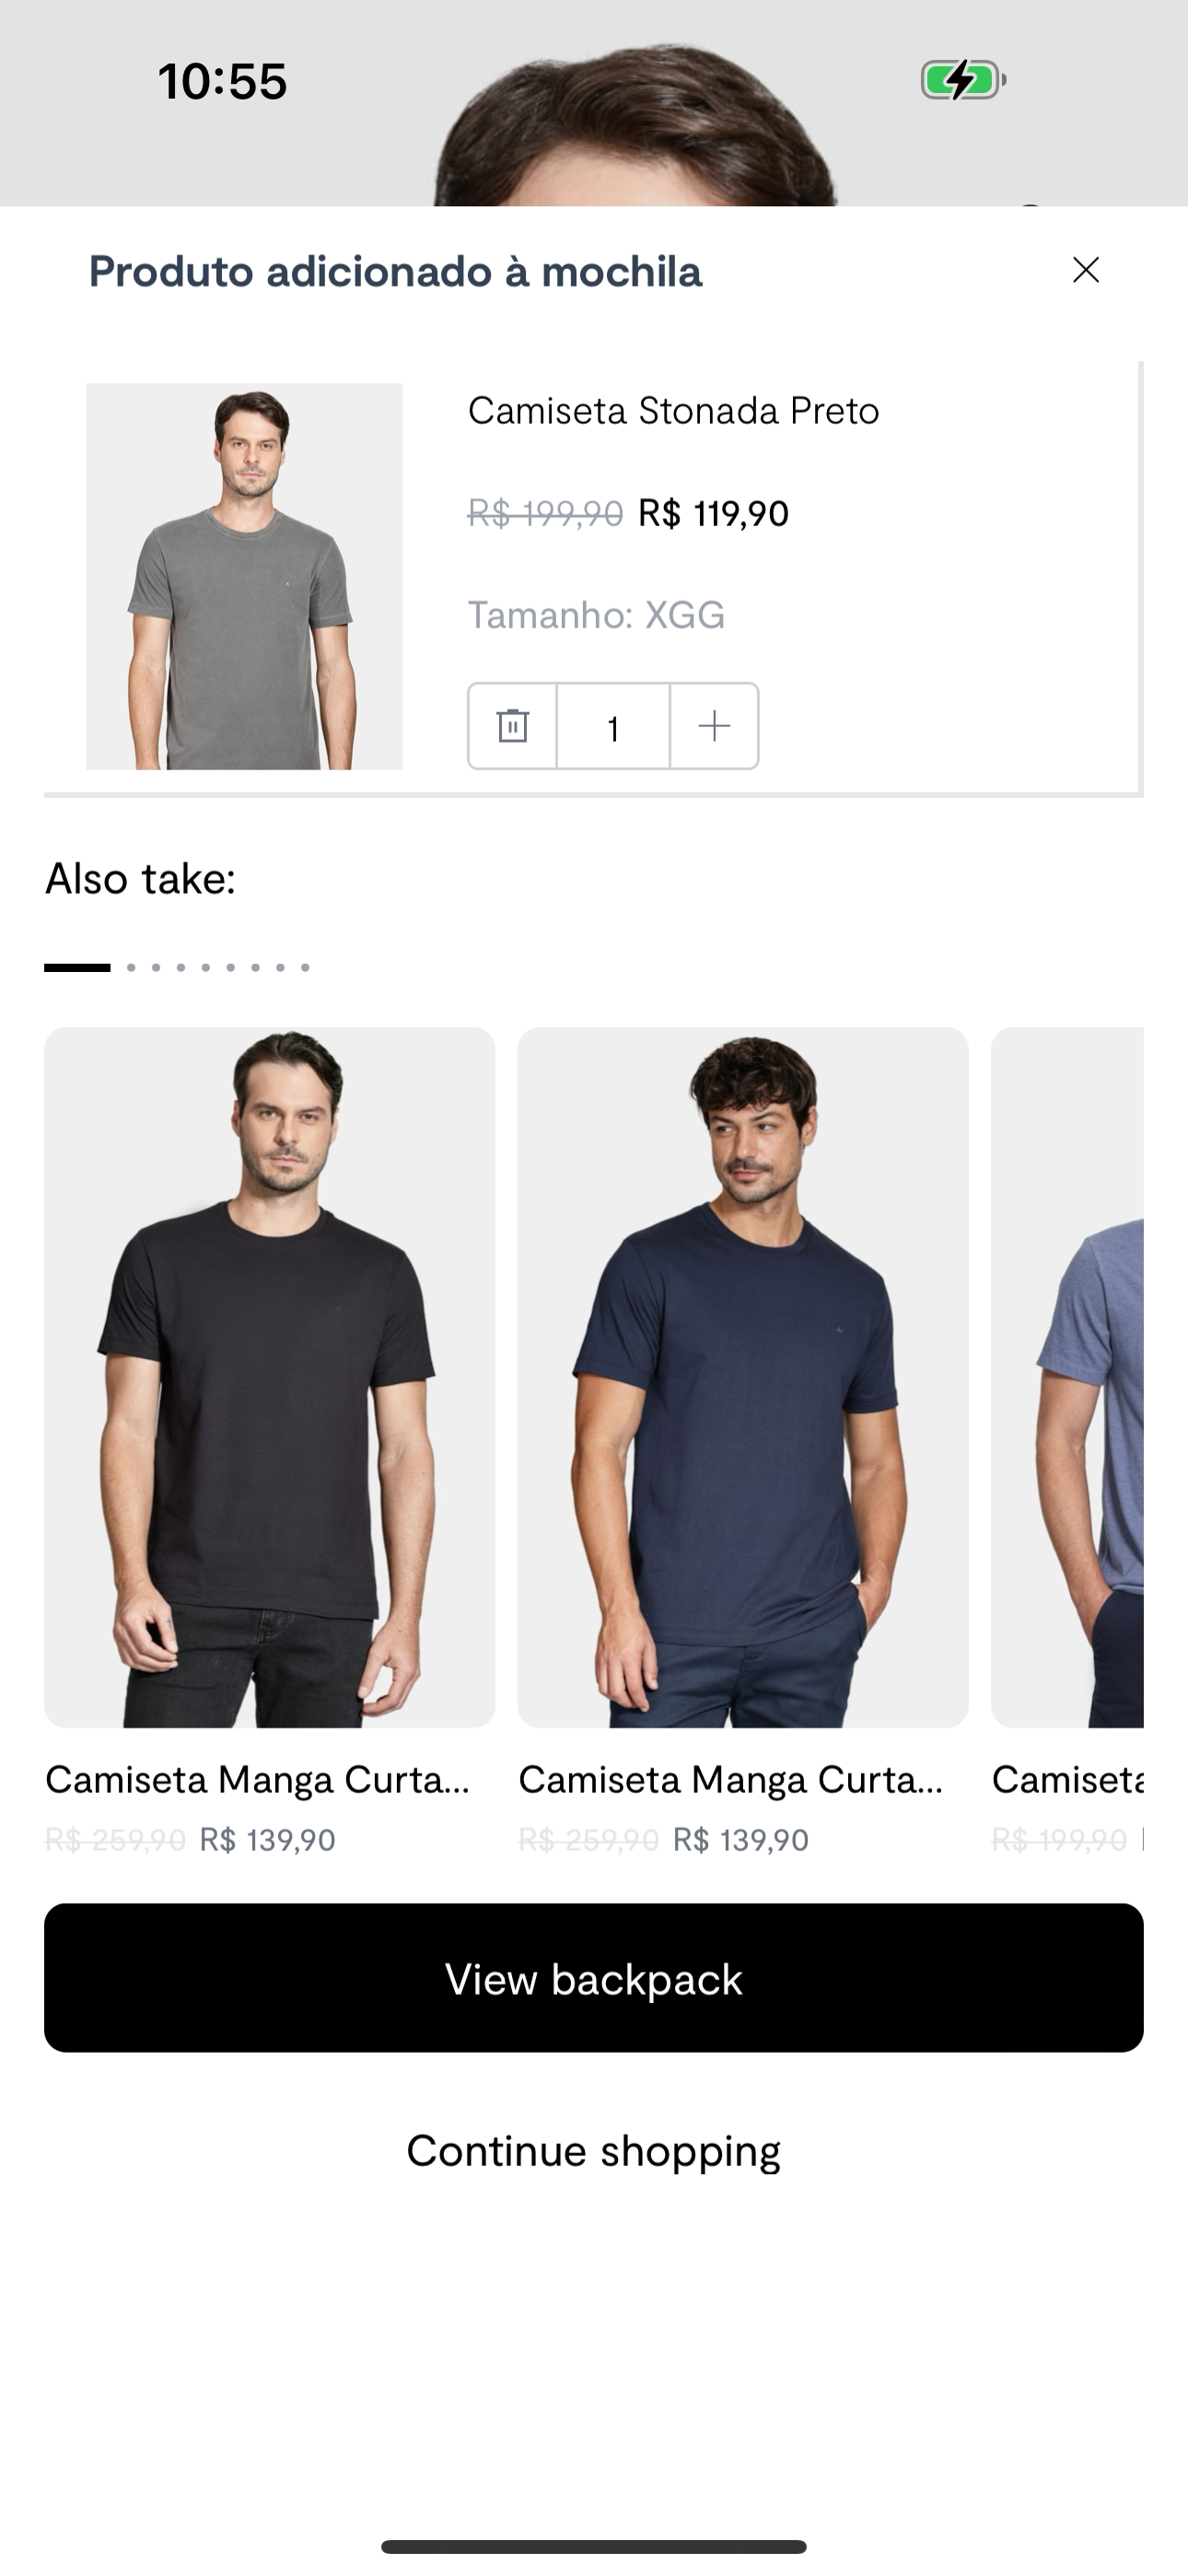 10:55
Produto adicionado à mochila
Camiseta Stonada Preto
R$ 199,90 R$ 119,90
Tamanho: XGG
1
Also take:
Camiseta Manga Curta... Camiseta Manga Curta... Camiseta
R$ 259,90 R$ 139,90 R$ 259,90 R$ 139,90 R$ 199,90
View backpack
Continue shopping